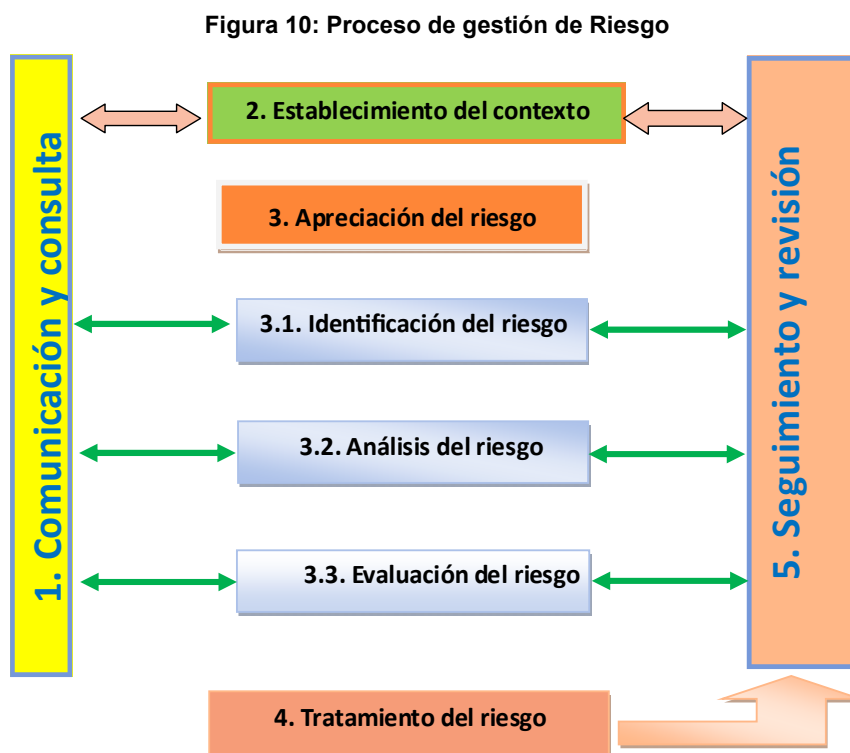 Figura 10: Proceso de gestión de Riesgo
1. Comunicación y consulta
2. Establecimiento del contexto
3. Apreciación del riesgo
3.1. Identificación del riesgo
3.2. Análisis del riesgo
3.3. Evaluación del riesgo
4. Tratamiento del riesgo
5. Seguimiento y revisión